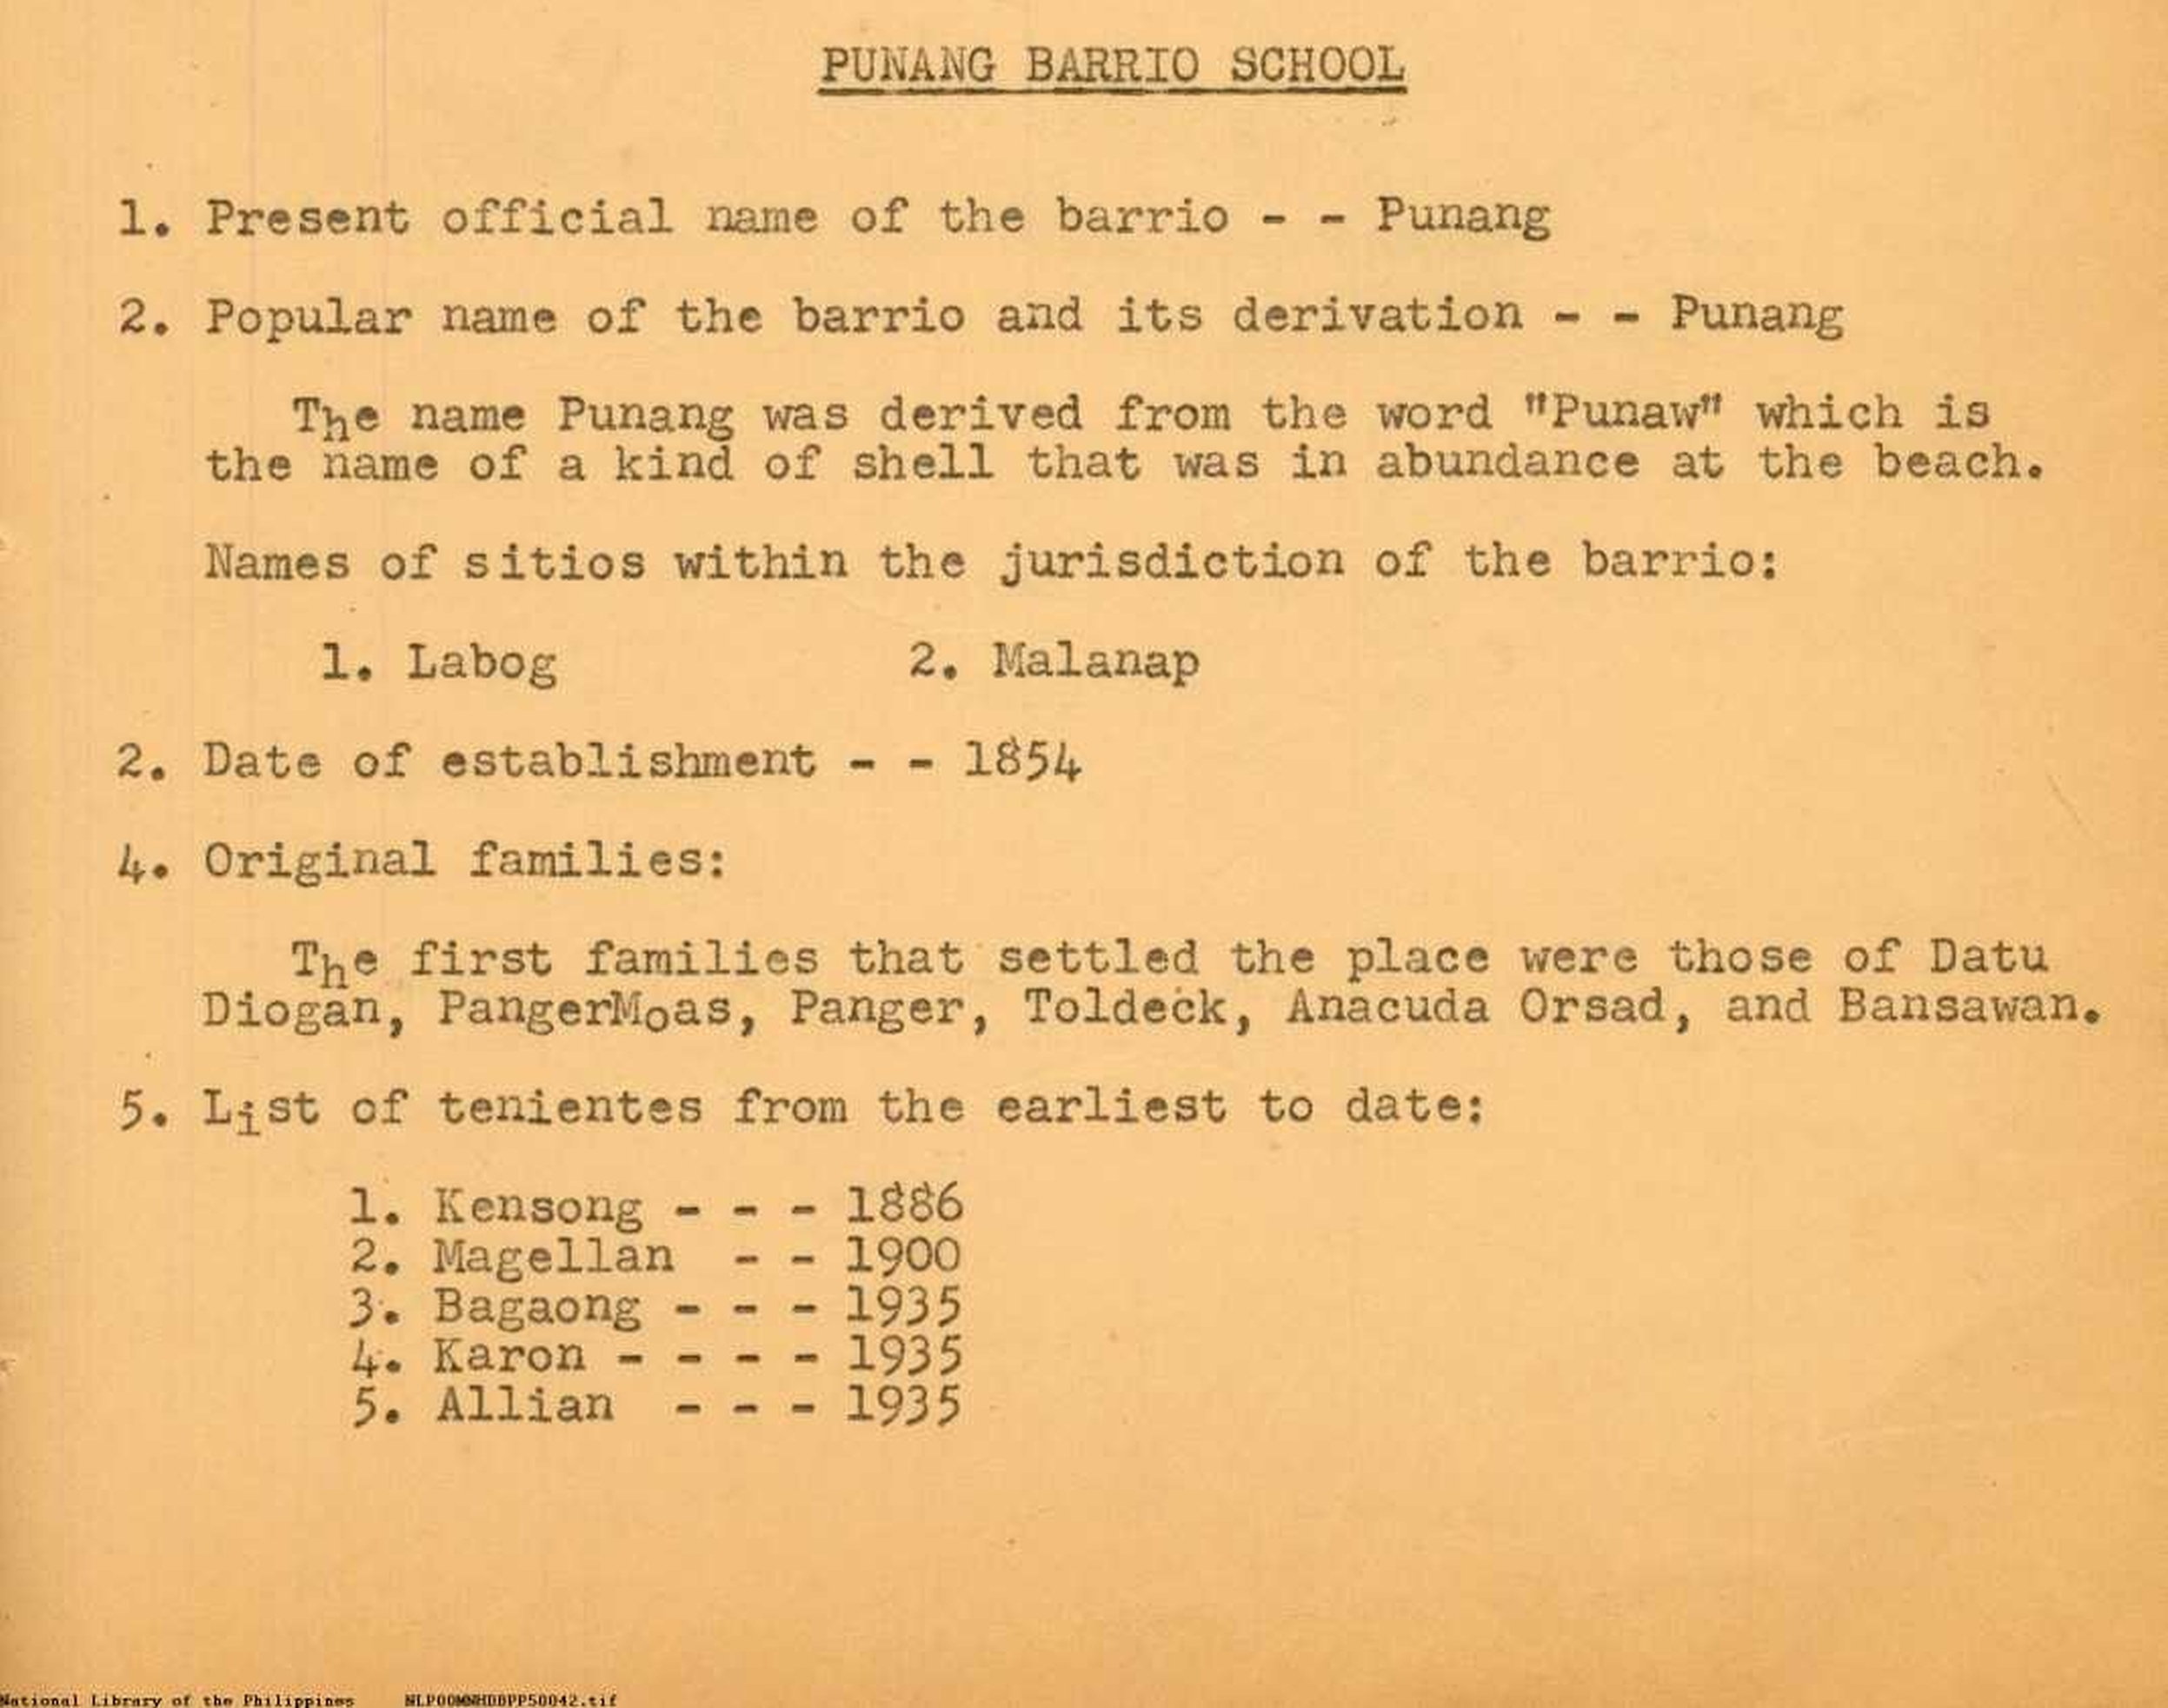 PUNANG BARRIO SCHOOL
1. Present official name of the barrio - - Punang
2. Popular name of the barrio and its derivation - - Punang
The name Punang was derived from the word "Punaw" which is
the name of a kind of shell that was in abundance at the beach.
Names of sitios within the jurisdiction of the barrio:
1. Labog 2. Malanap
2. Date of establishment - - 1854
4. Original families:
The first families that settled the place were those of Datu
Diogan, PangerMoas, Panger, Toldeck, Anacuda Orsad, and Bansawan.
5. List of tenientes from the earliest to date:
1. Kensong - - - 1886
2. Magellan - - 1900
3. Bagaong - - - 1935
4. Karon - - - - 1935
5. Allian - - - 1935
National Library of the Philippines NLP00MNHDBPP50042.tif